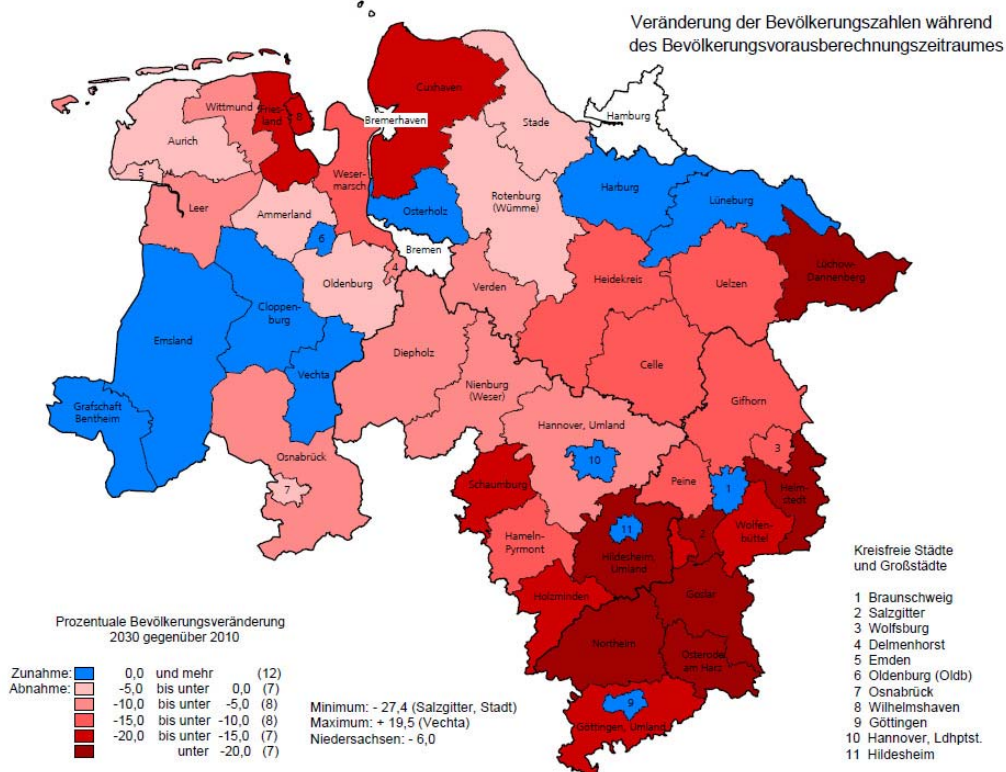 Veränderung der Bevölkerungszahlen während
des Bevölkerungsvorausberechnungszeitraumes
Cuxhaven
Wittmund
Fries-
land
8
Bremerhaven
Stade
Hamburg
Aurich
5
Weser-
marsch
Harburg
Lüneburg
Leer
Ammerland
Osterholz
Rotenburg
(Wümme)
6
Bremen
4
Lüchow-
Dannenberg
Oldenburg
Verden
Heidekreis
Uelzen
Cloppen-
burg
Emsland
Diepholz
Celle
Vechta
Nienburg
(Weser)
Gifhorn
Grafschaft
Bentheim
Hannover, Umland
3
Osnabrück
10
7
Schaumburg
Peine
1
Helm-
stedt
Hameln-
Pyrmont
11
2
Wolfen-
büttel
Hildesheim,
Umland
Holzminden
Goslar
Northeim
Osterode
am Harz
9
Göttingen, Umland
Prozentuale Bevölkerungsveränderung
2030 gegenüber 2010
Zunahme: 0,0 und mehr (12)
Abnahme: -5,0 bis unter 0,0 (7)
-10,0 bis unter -5,0 (8)
-15,0 bis unter -10,0 (8)
-20,0 bis unter -15,0 (7)
unter -20,0 (7)
Minimum: - 27,4 (Salzgitter, Stadt)
Maximum: + 19,5 (Vechta)
Niedersachsen: - 6,0
Kreisfreie Städte
und Großstädte
1 Braunschweig
2 Salzgitter
3 Wolfsburg
4 Delmenhorst
5 Emden
6 Oldenburg (Oldb)
7 Osnabrück
8 Wilhelmshaven
9 Göttingen
10 Hannover, Ldhptst.
11 Hildesheim